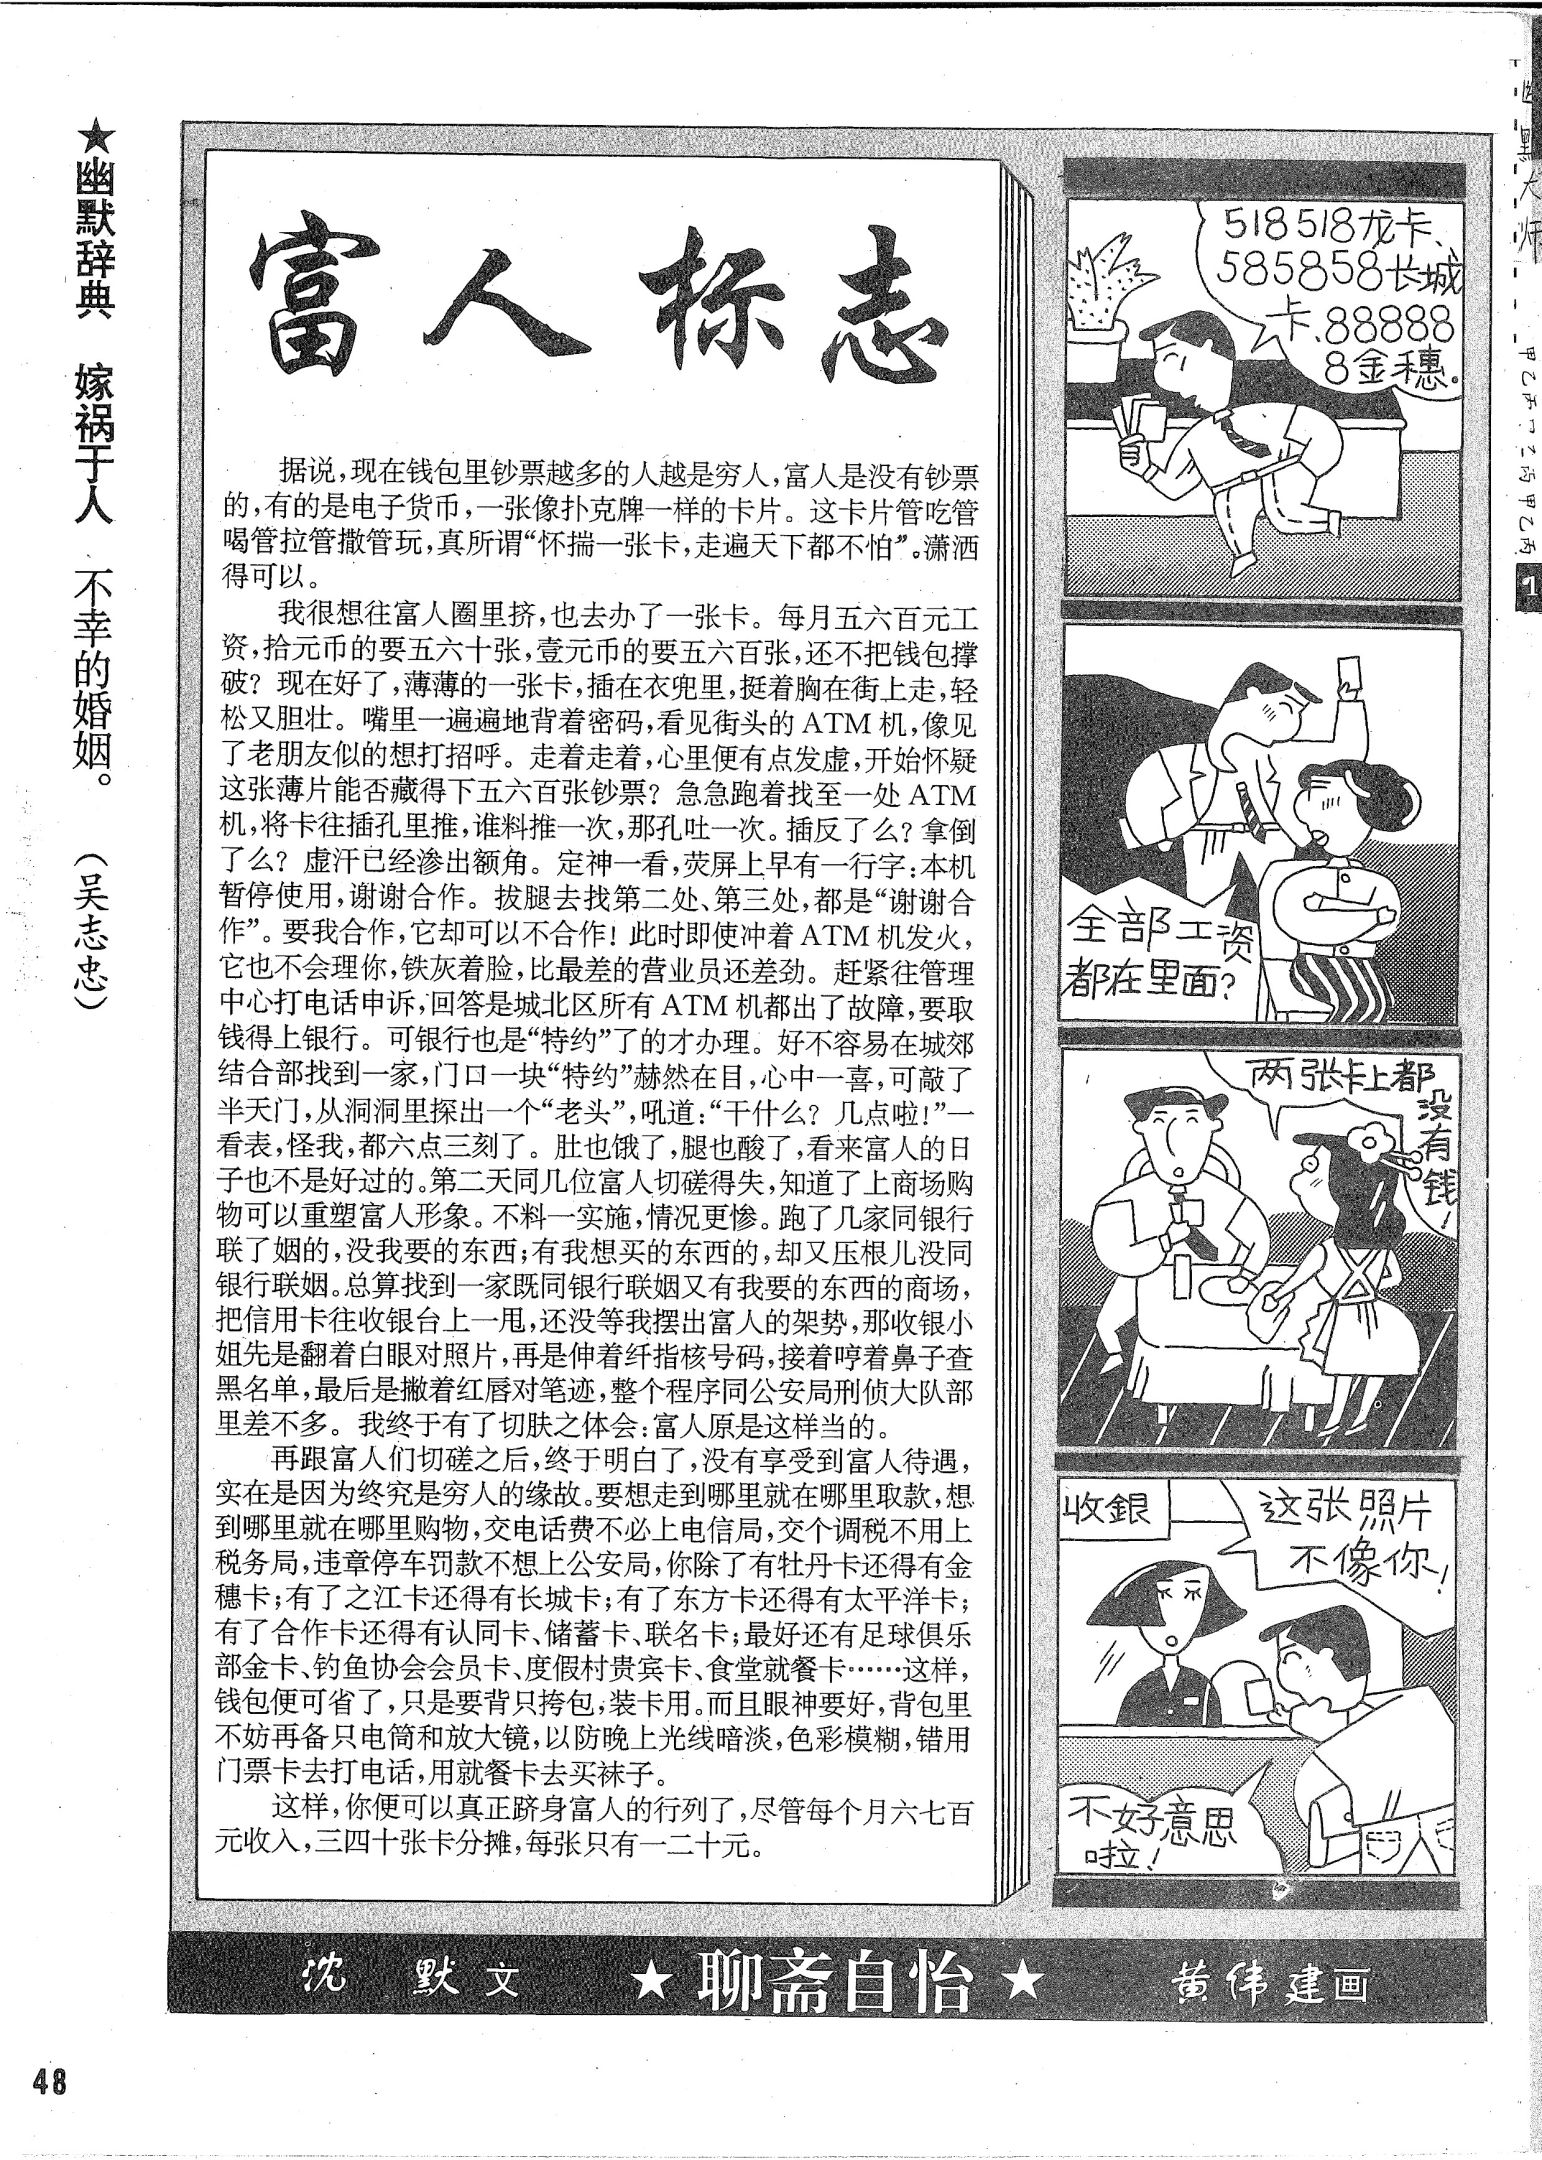 ★幽默辞典　嫁祸于人　不幸的婚姻。　（吴志忠）
富人标志
据说，现在钱包里钞票越多的人越是穷人，富人是没有钞票
的，有的是电子货币，一张像扑克牌一样的卡片。这卡片管吃管
喝管拉管撒管玩，真所谓“怀揣一张卡，走遍天下都不怕”。潇洒
得可以。
我很想往富人圈里挤，也去办了一张卡。每月五六百元工
资，拾元币的要五六十张，壹元币的要五六百张，还不把钱包撑
破？现在好了，薄薄的一张卡，插在衣兜里，挺着胸在街上走，轻
松又胆壮。嘴里一遍遍地背着密码，看见街头的ATM机，像见
了老朋友似的想打招呼。走着走着，心里便有点发虚，开始怀疑
这张薄片能否藏得下五六百张钞票？急急跑着找至一处ATM
机，将卡往插孔里推，谁料推一次，那孔吐一次。插反了么？拿倒
了么？虚汗已经渗出额角。定神一看，荧屏上早有一行字：本机
暂停使用，谢谢合作。拔腿去找第二处、第三处，都是“谢谢合
作”。要我合作，它却可以不合作！此时即使冲着ATM机发火，
它也不会理你，铁灰着脸，比最差的营业员还差劲。赶紧往管理
中心打电话申诉，回答是城北区所有ATM机都出了故障，要取
钱得上银行。可银行也是“特约”了的才办理。好不容易在城郊
结合部找到一家，门口一块“特约”赫然在目，心中一喜，可敲了
半天门，从洞洞里探出一个“老头”，吼道：“干什么？几点啦！”一
看表，怪我，都六点三刻了。肚也饿了，腿也酸了，看来富人的日
子也不是好过的。第二天同几位富人切磋得失，知道了上商场购
物可以重塑富人形象。不料一实施，情况更惨。跑了几家同银行
联了姻的，没我要的东西；有我想买的东西的，却又压根儿没同
银行联姻。总算找到一家既同银行联姻又有我要的东西的商场，
把信用卡往收银台上一甩，还没等我摆出富人的架势，那收银小
姐先是翻着白眼对照片，再是伸着纤指核号码，接着哼着鼻子查
黑名单，最后是撇着红唇对笔迹，整个程序同公安局刑侦大队部
里差不多。我终于有了切肤之体会：富人原是这样当的。
再跟富人们切磋之后，终于明白了，没有享受到富人待遇，
实在是因为终究是穷人的缘故。要想走到哪里就在哪里取款，想
到哪里就在哪里购物，交电话费不必上电信局，交个调税不用上
税务局，违章停车罚款不想上公安局，你除了有牡丹卡还得有金
穗卡；有了之江卡还得有长城卡；有了东方卡还得有太平洋卡；
有了合作卡还得有认同卡、储蓄卡、联名卡；最好还有足球俱乐
部金卡、钓鱼协会会员卡、度假村贵宾卡、食堂就餐卡……这样，
钱包便可省了，只是要背只挎包，装卡用。而且眼神要好，背包里
不妨再备只电筒和放大镜，以防晚上光线暗淡，色彩模糊，错用
门票卡去打电话，用就餐卡去买袜子。
这样，你便可以真正跻身富人的行列了，尽管每个月六七百
元收入，三四十张卡分摊，每张只有一二十元。
518518龙卡、
585858长城
卡、88888
8金穗。
全部工资
都在里面？
两张卡上都
没有钱！
收銀
这张照片
不像你！
不好意思
啦！
沈　默文　★聊斋自怡★　黄伟建画
48
1